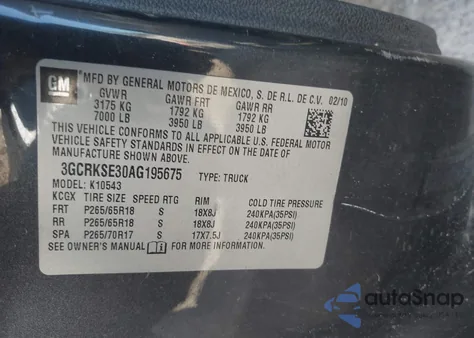 GM
MFD BY GENERAL MOTORS DE MEXICO, S. DE R.L. DE C.V. 02/10
GVWR GAWR FRT GAWR RR
3175 KG 1792 KG 1792 KG
7000 LB 3950 LB 3950 LB
THIS VEHICLE CONFORMS TO ALL APPLICABLE U.S. FEDERAL MOTOR
VEHICLE SAFETY STANDARDS IN EFFECT ON THE DATE OF
MANUFACTURE SHOWN ABOVE.
3GCRKSE30AG195675 TYPE: TRUCK
MODEL: K10543
KCGX TIRE SIZE SPEED RTG RIM COLD TIRE PRESSURE
FRT P265/65R18 S 18X8J 240KPA(35PSI)
RR P265/65R18 S 18X8J 240KPA(35PSI)
SPA P265/70R17 S 17X7.5J 240KPA(35PSI)
SEE OWNER'S MANUAL FOR MORE INFORMATION.
autoSnap
powered by